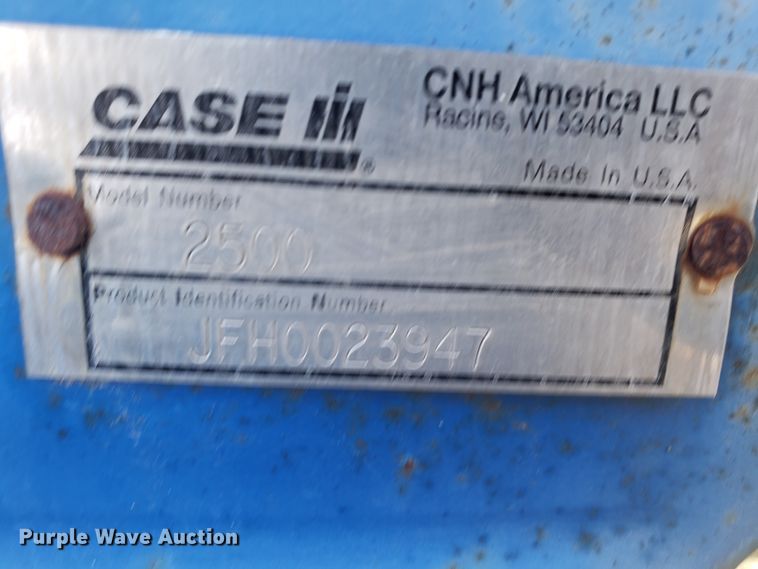 CASE IH
®
CNH America LLC
Racine, WI 53404 U.S.A
Made In U.S.A.
Model Number
2500
Product Identification Number
JFH0023947
Purple Wave Auction